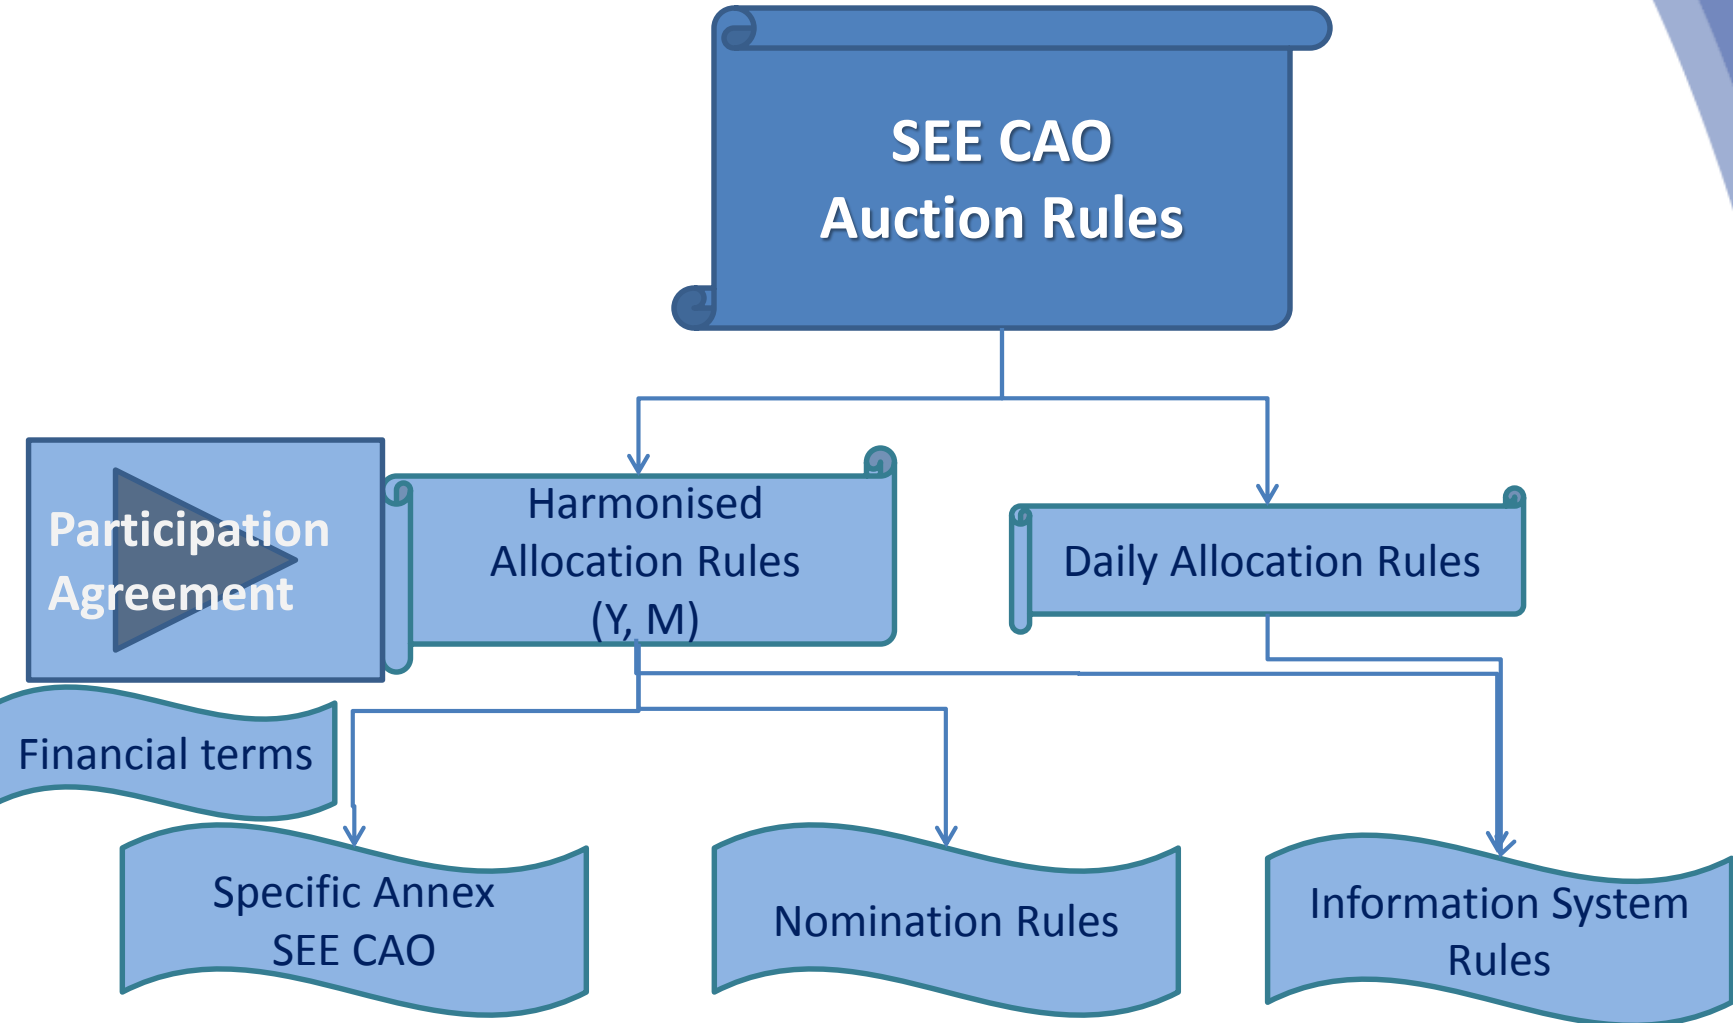 SEE CAO
Auction Rules
Participation
Agreement
Harmonised
Allocation Rules
(Y, M)
Daily Allocation Rules
Financial terms
Specific Annex
SEE CAO
Nomination Rules
Information System
Rules